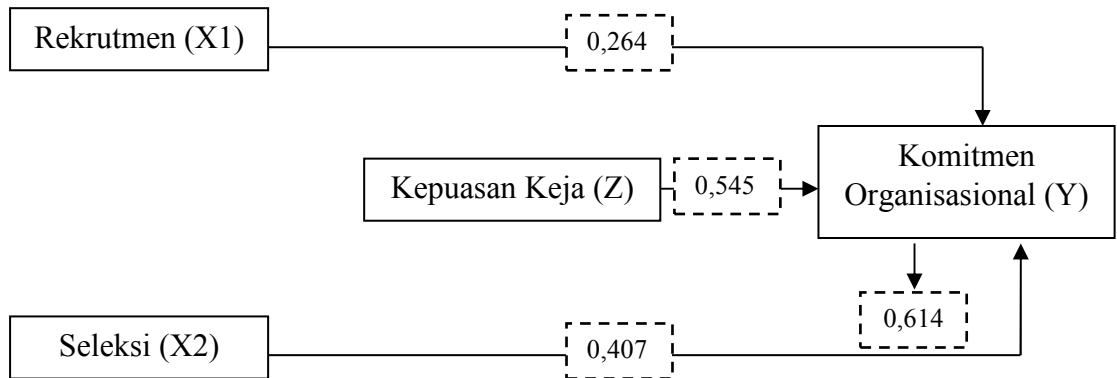 Rekrutmen (X1)
0,264
Komitmen
Organisasional (Y)
Kepuasan Keja (Z)
0,545
0,614
Seleksi (X2)
0,407